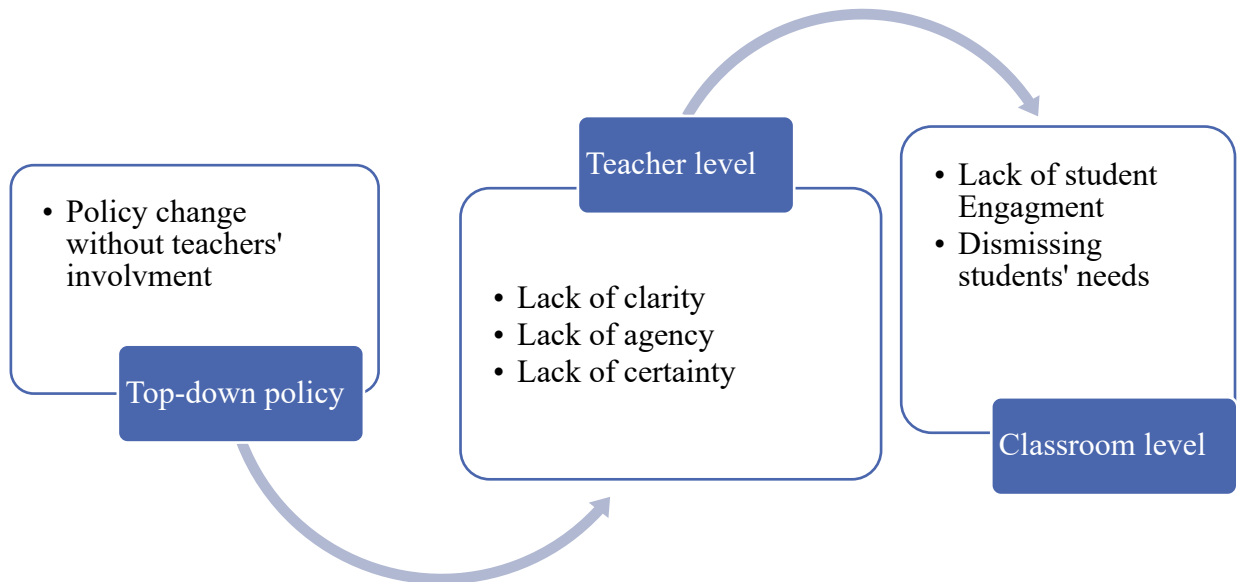 • Policy change
without teachers'
involvment
Top-down policy
Teacher level
• Lack of clarity
• Lack of agency
• Lack of certainty
• Lack of student
Engagment
• Dismissing
students' needs
Classroom level